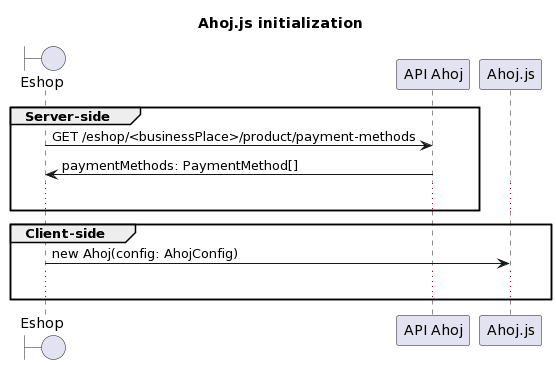 Ahoj.js initialization
Eshop
API Ahoj
Ahoj.js
Server-side
GET /eshop/<businessPlace>/product/payment-methods
paymentMethods: PaymentMethod[]
Client-side
new Ahoj(config: AhojConfig)
Eshop
API Ahoj
Ahoj.js